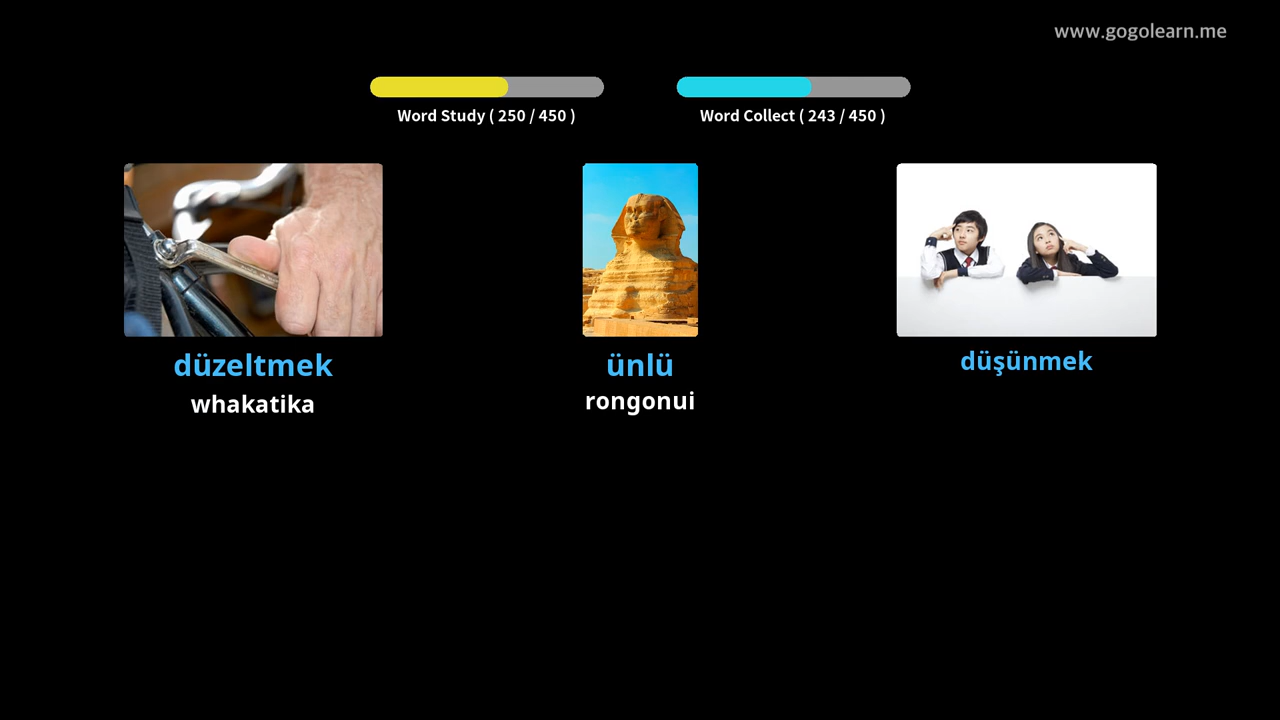 www.gogolearn.me
Word Study ( 250 / 450 )
Word Collect ( 243 / 450 )
düzeltmek
whakatika
ünlü
rongonui
düşünmek